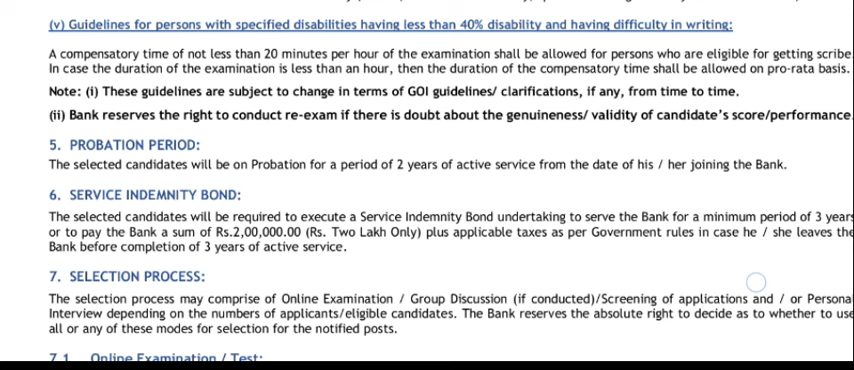 (v) Guidelines for persons with specified disabilities having less than 40% disability and having difficulty in writing:
A compensatory time of not less than 20 minutes per hour of the examination shall be allowed for persons who are eligible for getting scribe
In case the duration of the examination is less than an hour, then the duration of the compensatory time shall be allowed on pro-rata basis.
Note: (i) These guidelines are subject to change in terms of GOI guidelines/ clarifications, if any, from time to time.
(ii) Bank reserves the right to conduct re-exam if there is doubt about the genuineness/ validity of candidate's score/performance.
5. PROBATION PERIOD:
The selected candidates will be on Probation for a period of 2 years of active service from the date of his / her joining the Bank.
6. SERVICE INDEMNITY BOND:
The selected candidates will be required to execute a Service Indemnity Bond undertaking to serve the Bank for a minimum period of 3 years
or to pay the Bank a sum of Rs.2,00,000.00 (Rs. Two Lakh Only) plus applicable taxes as per Government rules in case he / she leaves the
Bank before completion of 3 years of active service.
7. SELECTION PROCESS:
The selection process may comprise of Online Examination / Group Discussion (if conducted)/Screening of applications and / or Persona
Interview depending on the numbers of applicants/eligible candidates. The Bank reserves the absolute right to decide as to whether to use
all or any of these modes for selection for the notified posts.
7.1 Online Examination / Test: